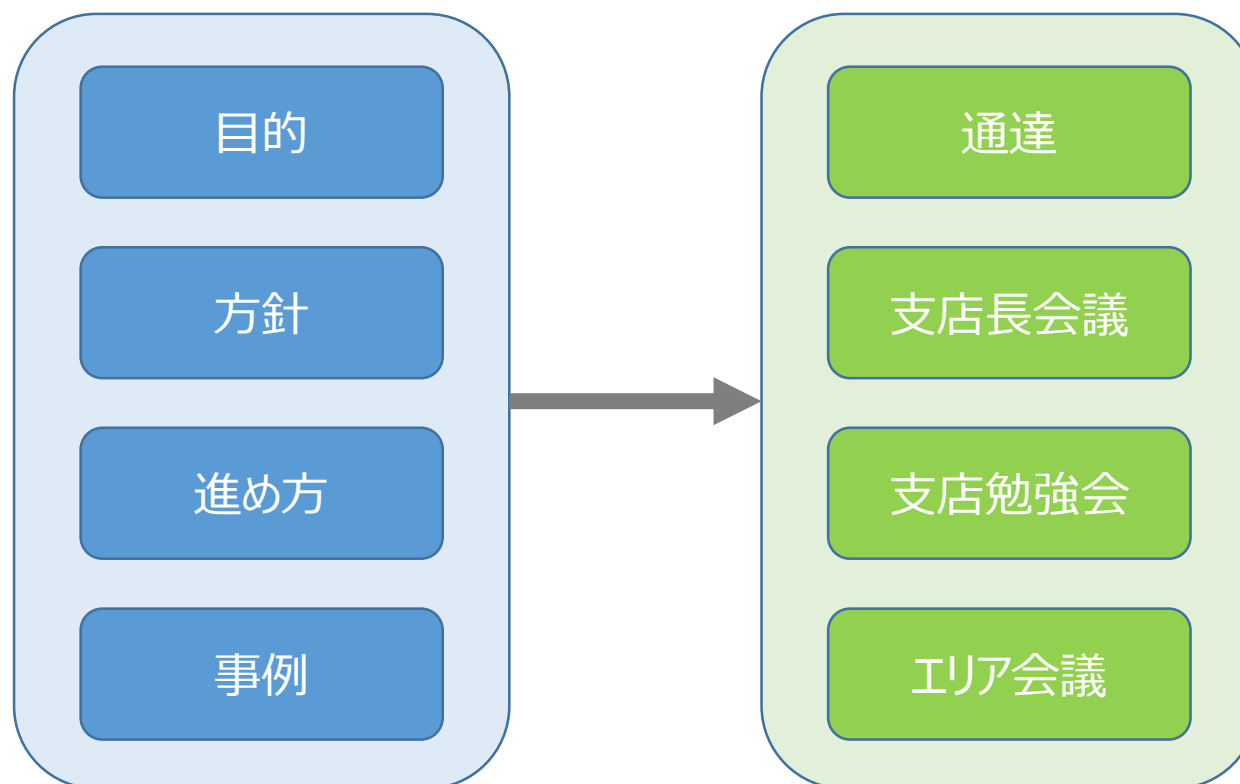 目的
方針
進め方
事例
通達
支店長会議
支店勉強会
エリア会議